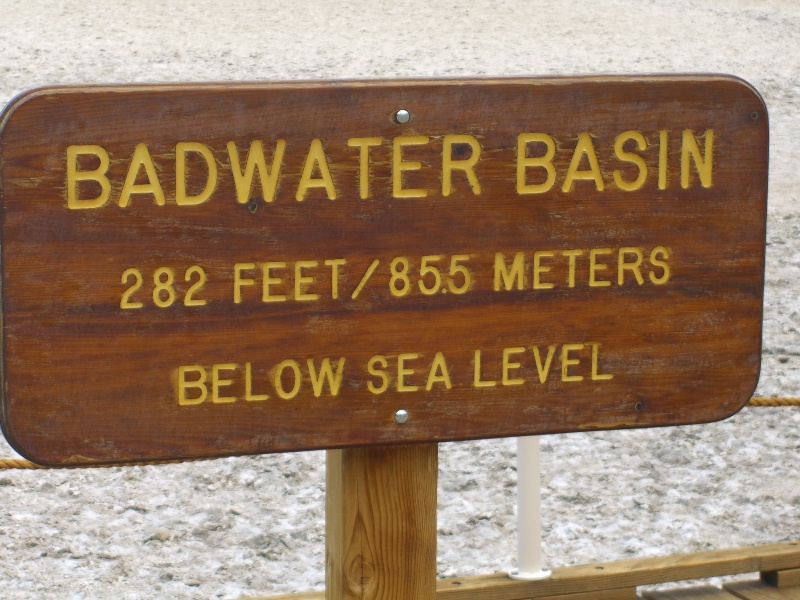 BADWATER BASIN
282 FEET/85.5 METERS
BELOW SEA LEVEL